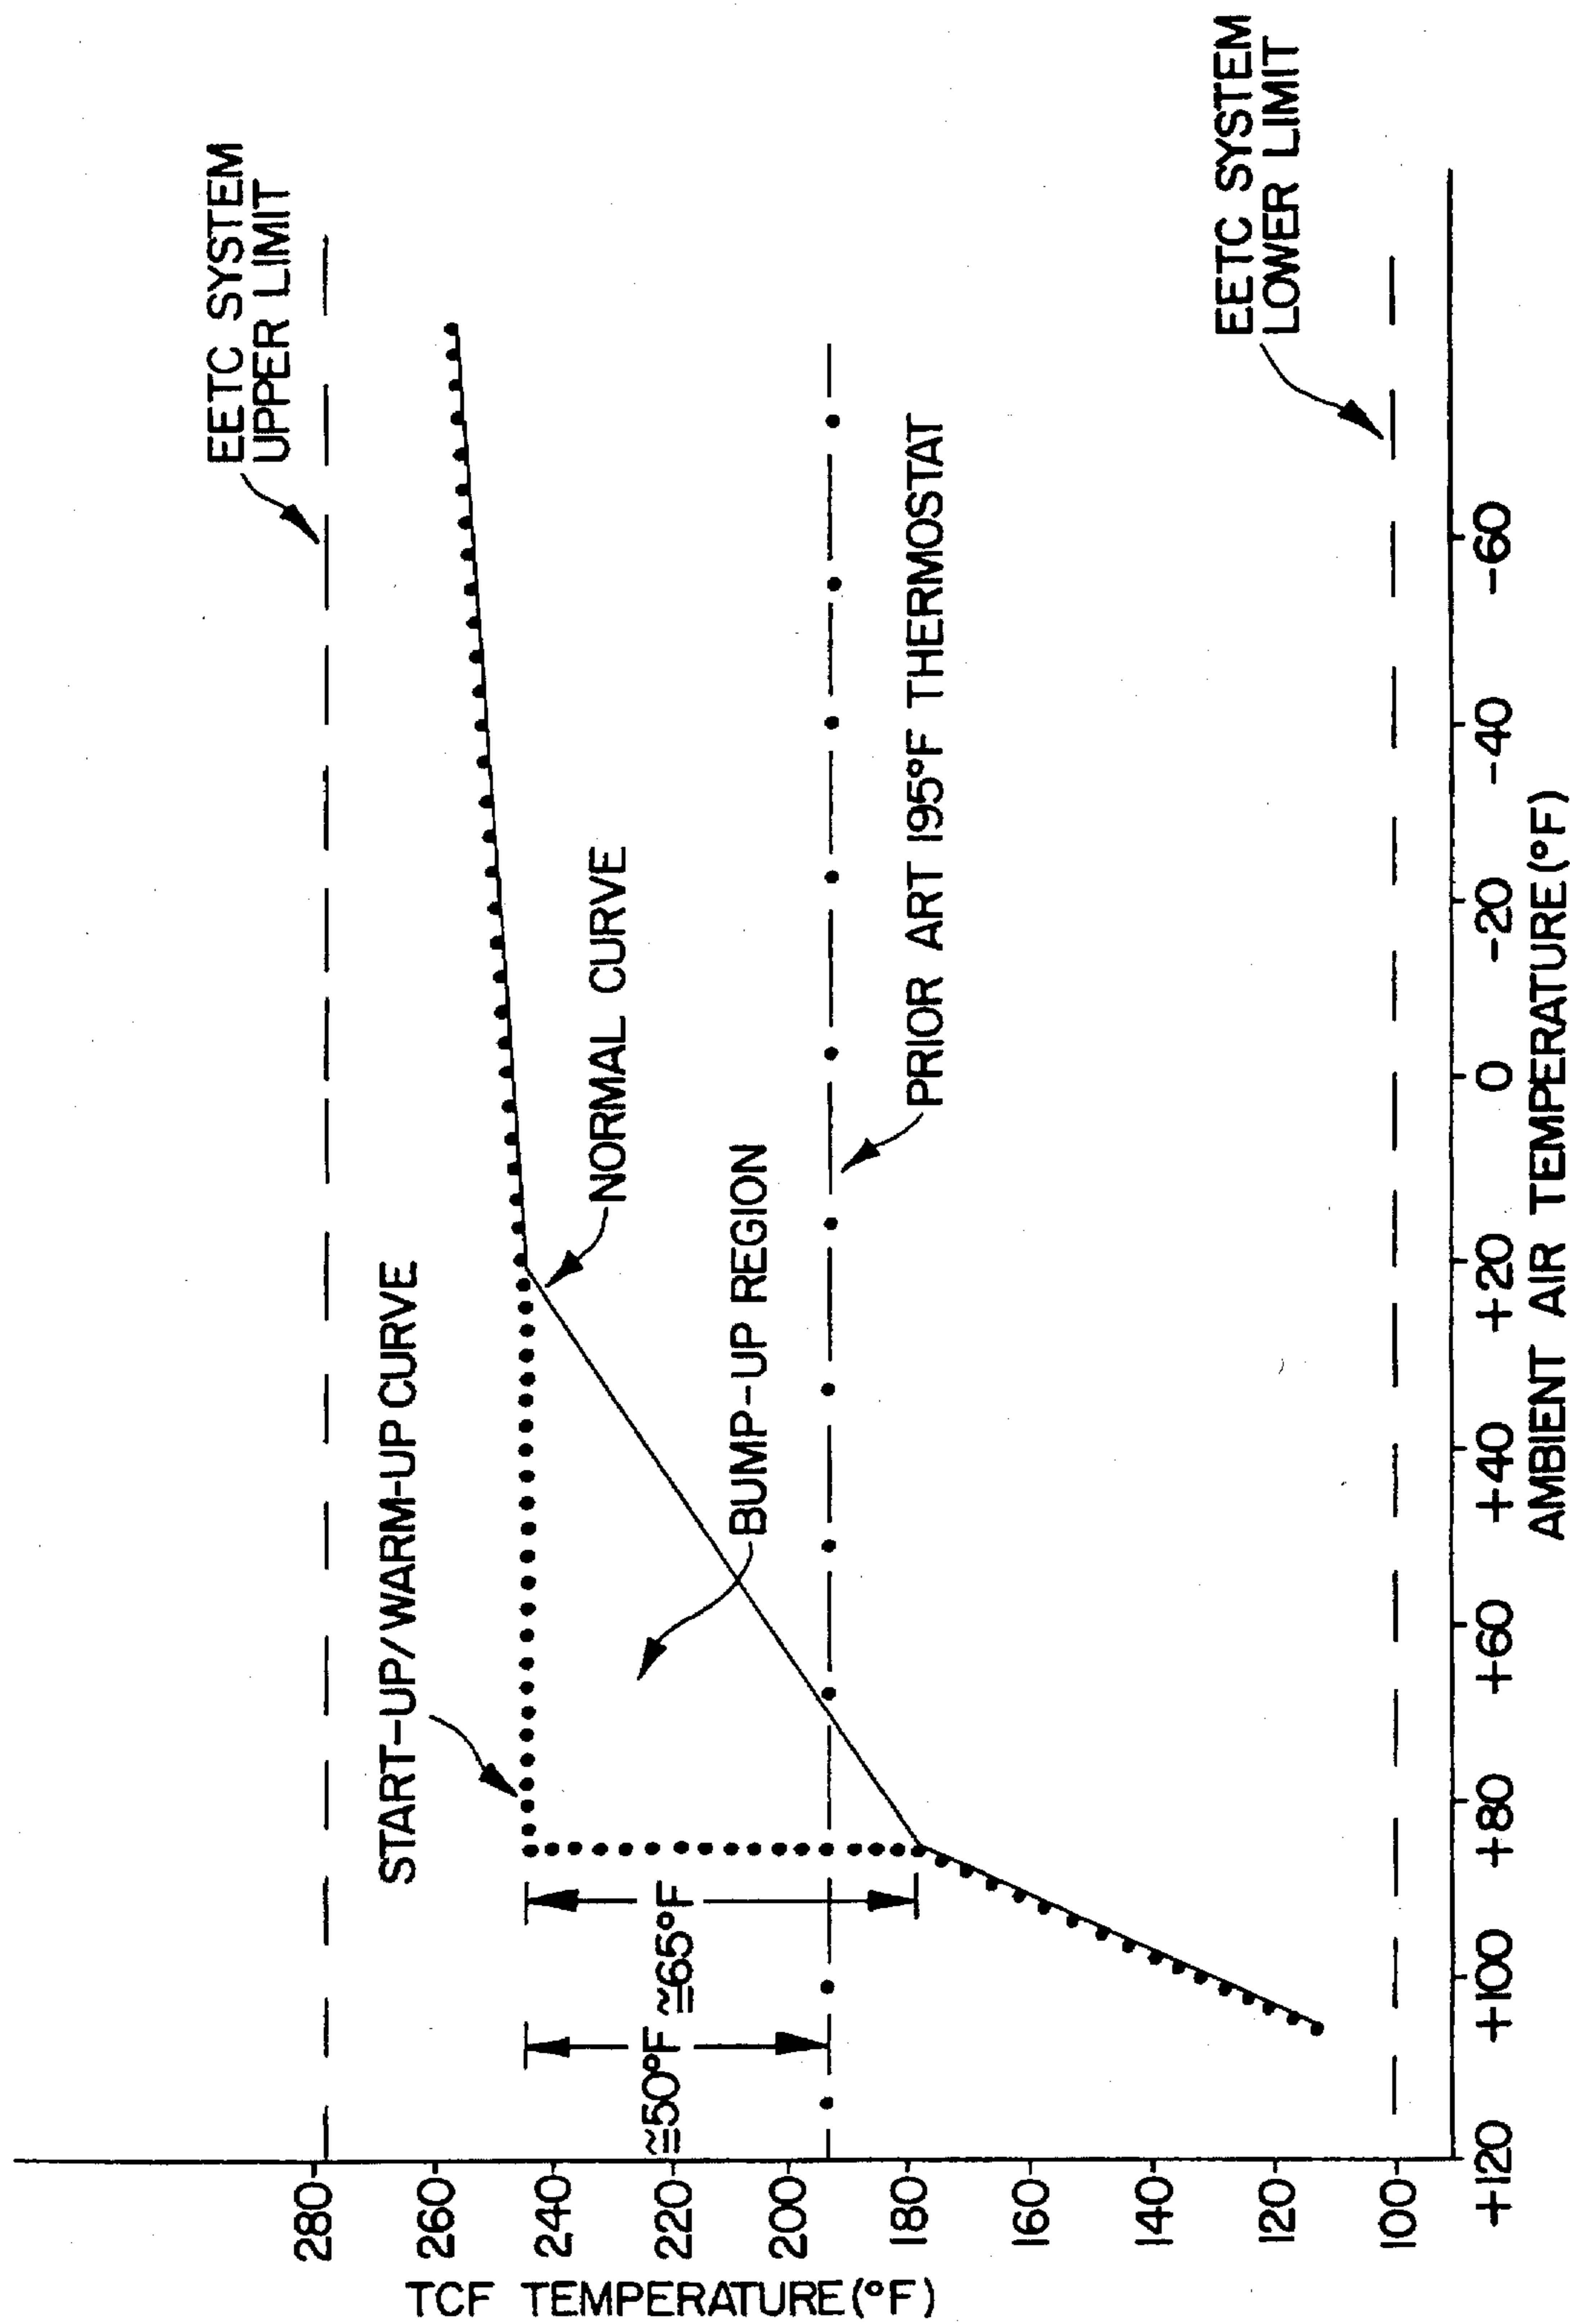 EETC SYSTEM
UPPER LIMIT
START-UP/WARM-UP CURVE
NORMAL CURVE
BUMP-UP REGION
≅50°F
≅65°F
PRIOR ART 195°F THERMOSTAT
EETC SYSTEM
LOWER LIMIT
TCF TEMPERATURE (°F)
280
260
240
220
200
180
160
140
120
100
+120 +100 +80 +60 +40 +20 0 -20 -40 -60
AMBIENT AIR TEMPERATURE (°F)